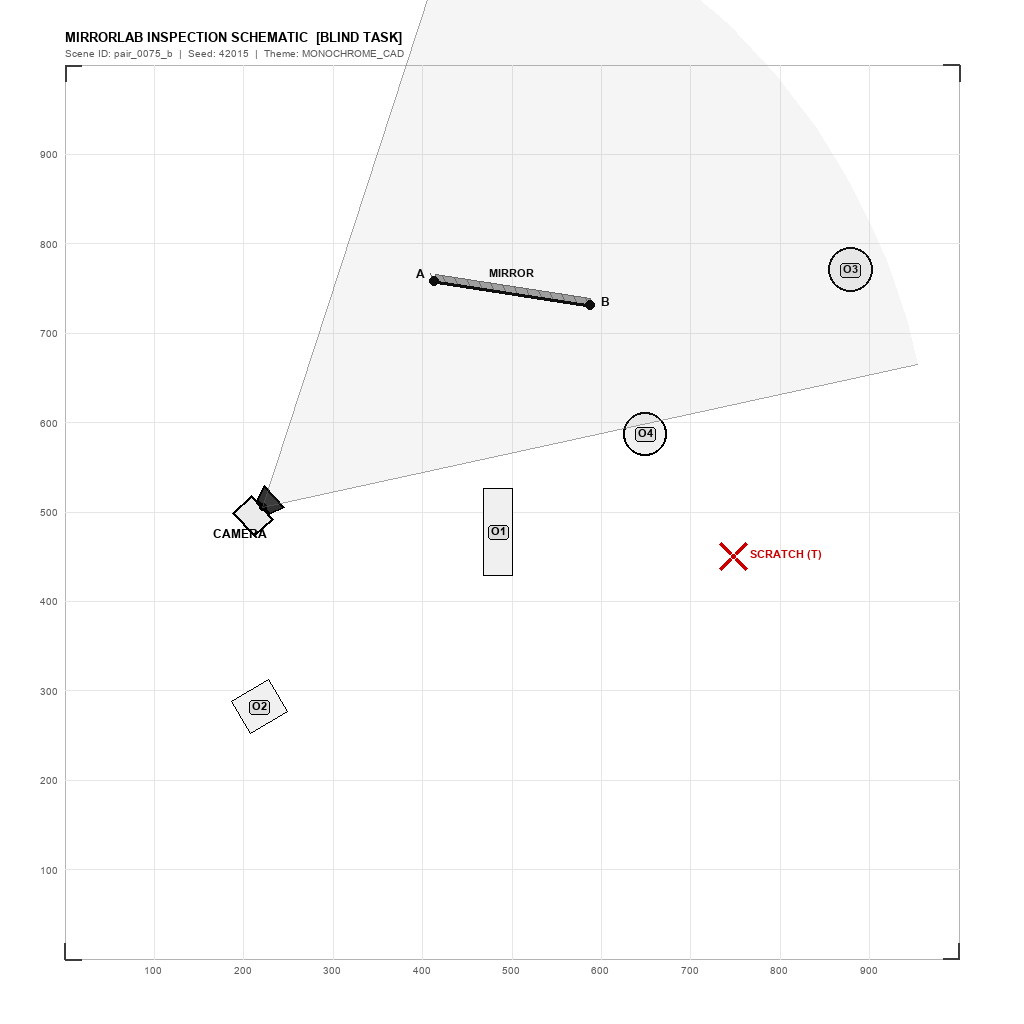 MIRRORLAB INSPECTION SCHEMATIC [BLIND TASK]
Scene ID: pair_0075_b | Seed: 42015 | Theme: MONOCHROME_CAD
900
800
A
MIRROR
O3
B
700
600
O4
500
CAMERA
O1
SCRATCH (T)
400
300
O2
200
100
100 200 300 400 500 600 700 800 900